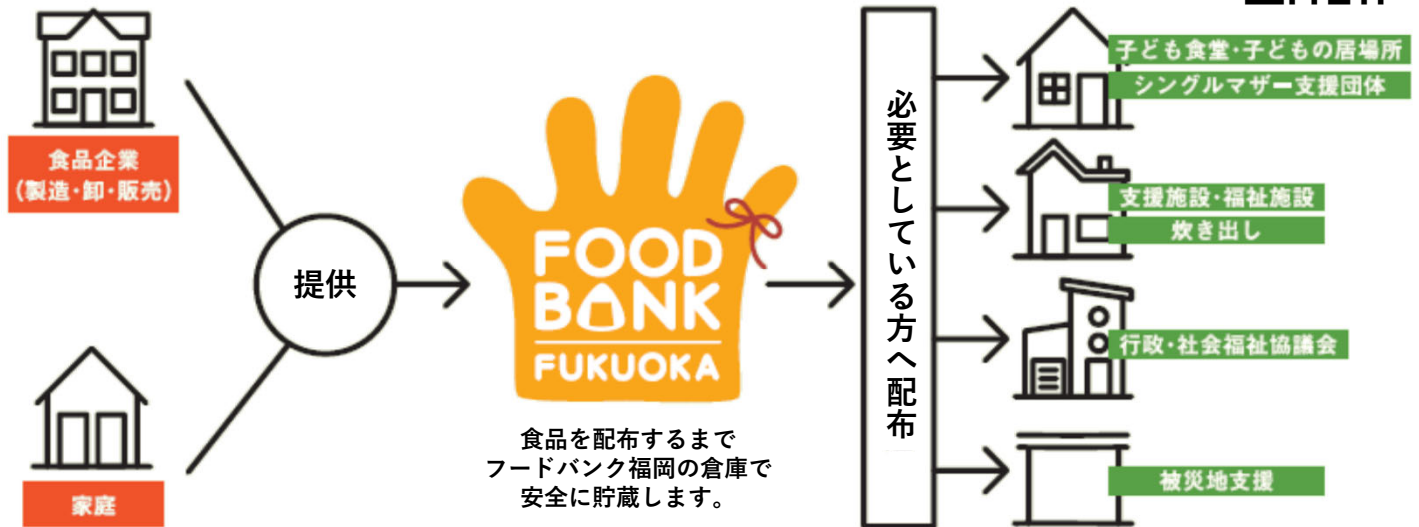 食品企業
(製造・卸・販売)
家庭
提供
FOOD
BANK
FUKUOKA
食品を配布するまで
フードバンク福岡の倉庫で
安全に貯蔵します。
必要としている方へ配布
子ども食堂・子どもの居場所
シングルマザー支援団体
支援施設・福祉施設
炊き出し
行政・社会福祉協議会
被災地支援